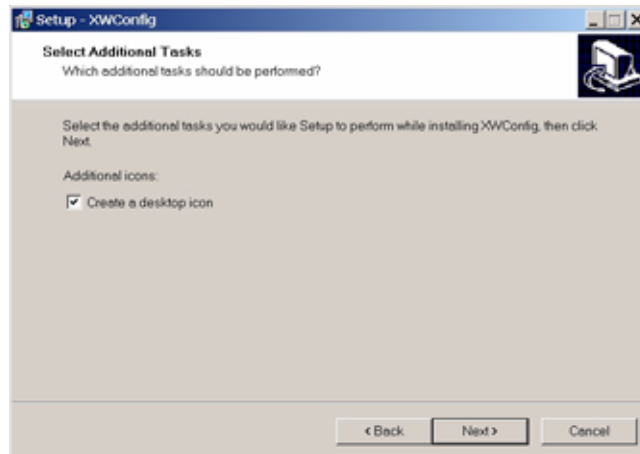 Setup - XWConfig
Select Additional Tasks
Which additional tasks should be performed?
Select the additional tasks you would like Setup to perform while installing XWConfig, then click
Next.
Additional icons:
Create a desktop icon
< Back
Next >
Cancel